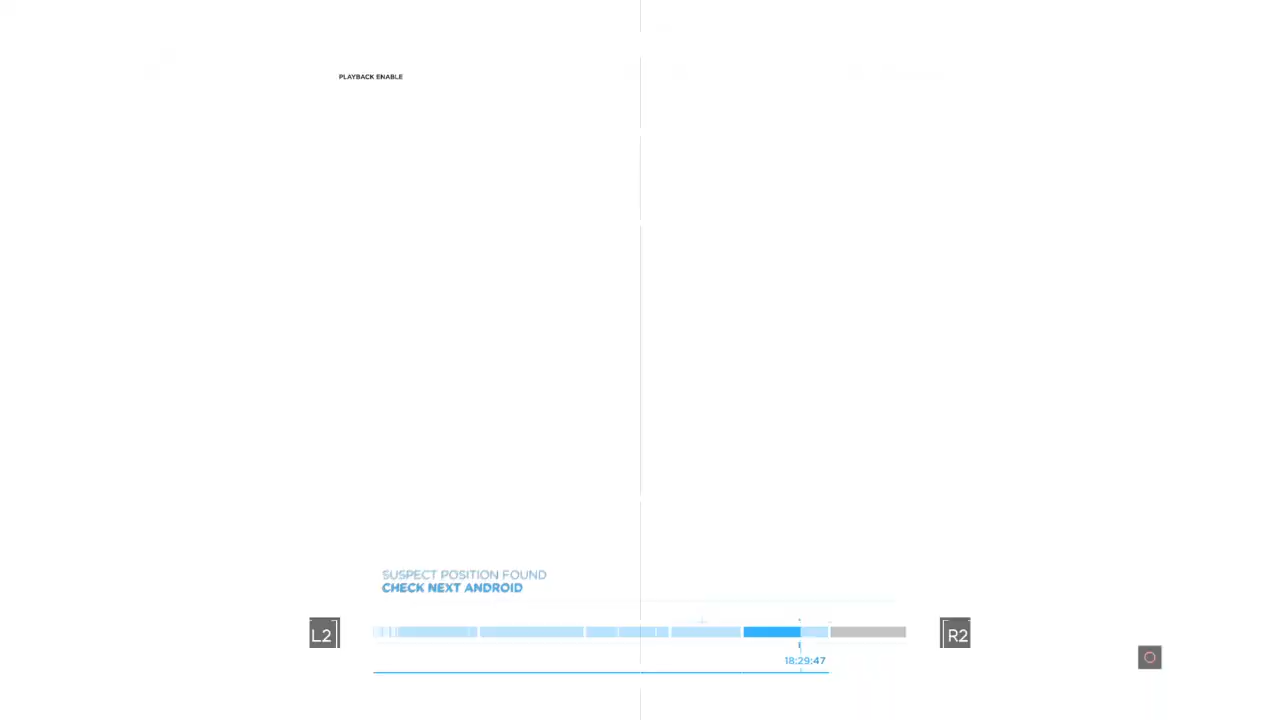 PLAYBACK ENABLE
SUSPECT POSITION FOUND
CHECK NEXT ANDROID
L2
R2
18:29:47